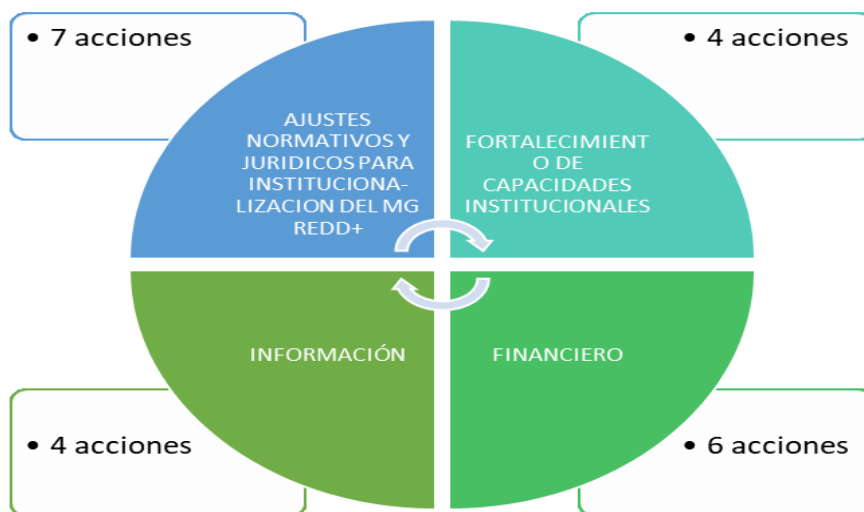 • 7 acciones
• 4 acciones
AJUSTES
NORMATIVOS Y
JURIDICOS PARA
INSTITUCIONA-
LIZACION DEL MG
REDD+
FORTALECIMIENT
O DE
CAPACIDADES
INSTITUCIONALES
INFORMACIÓN
FINANCIERO
• 4 acciones
• 6 acciones